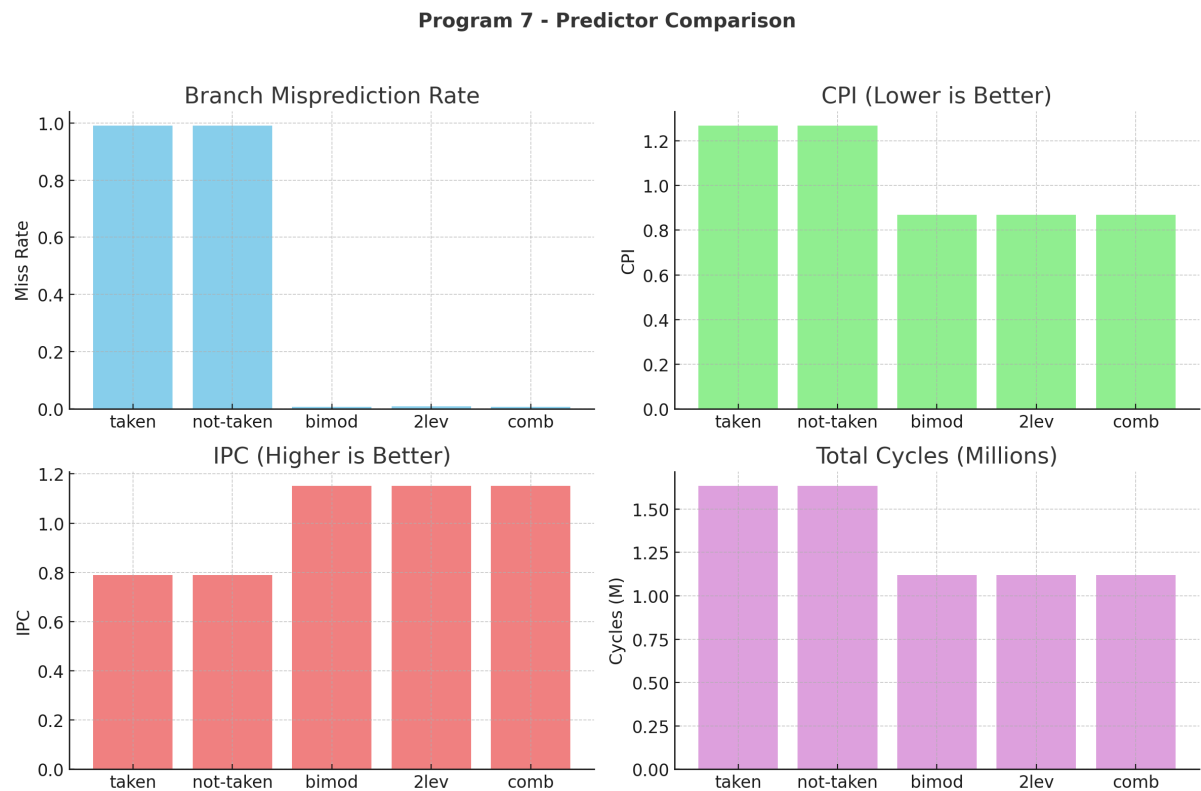 Program 7 - Predictor Comparison
Branch Misprediction Rate
Miss Rate
1.0
0.8
0.6
0.4
0.2
0.0
taken not-taken bimod 2lev comb
CPI (Lower is Better)
CPI
1.2
1.0
0.8
0.6
0.4
0.2
0.0
taken not-taken bimod 2lev comb
IPC (Higher is Better)
IPC
1.2
1.0
0.8
0.6
0.4
0.2
0.0
taken not-taken bimod 2lev comb
Total Cycles (Millions)
Cycles (M)
1.50
1.25
1.00
0.75
0.50
0.25
0.00
taken not-taken bimod 2lev comb